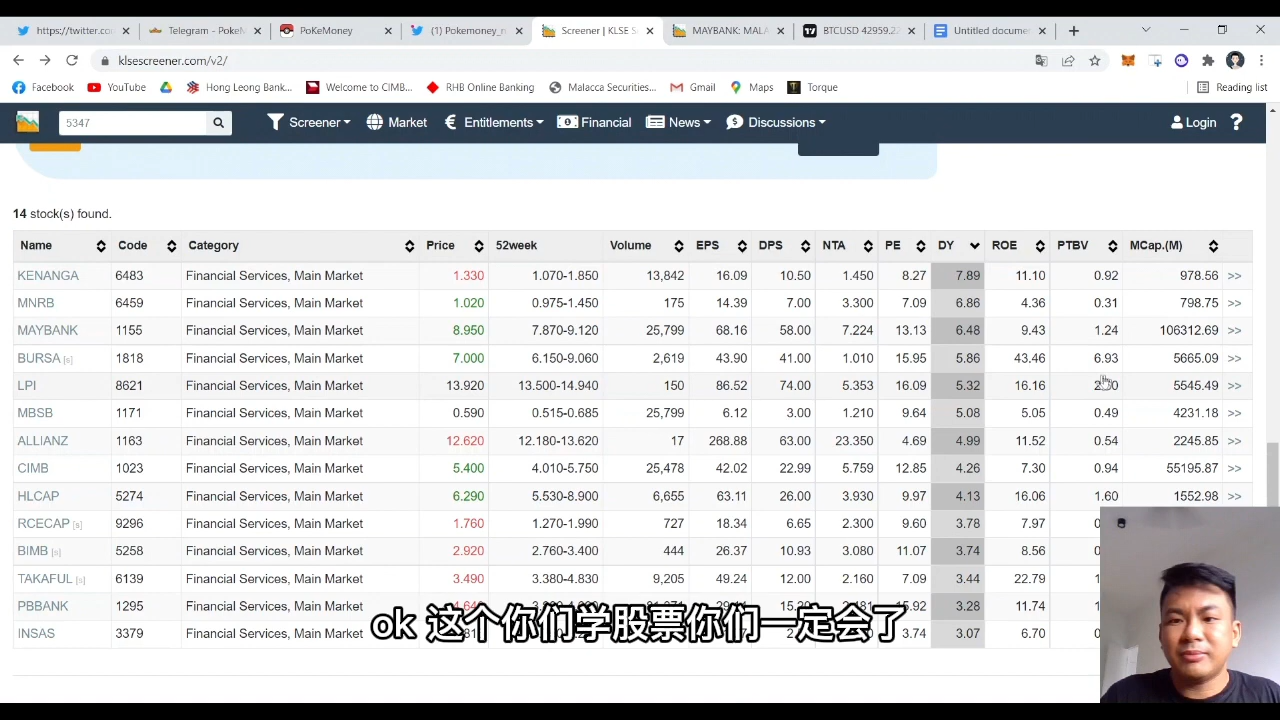 https://twitter.co
Telegram - PokeM
PoKeMoney
(1) Pokemoney_n
Screener | KLSE S
MAYBANK: MALA
BTCUSD 42959.22
Untitled docume
klsescreener.com/v2/
Facebook
YouTube
Hong Leong Bank...
Welcome to CIMB...
RHB Online Banking
Malacca Securities...
Gmail
Maps
Torque
Reading list
5347
Screener
Market
Entitlements
Financial
News
Discussions
Login
14 stock(s) found.
Name Code Category Price 52week Volume EPS DPS NTA PE DY ROE PTBV MCap.(M)
KENANGA 6483 Financial Services, Main Market 1.330 1.070-1.850 13,842 16.09 10.50 1.450 8.27 7.89 11.10 0.92 978.56 >>
MNRB 6459 Financial Services, Main Market 1.020 0.975-1.450 175 14.39 7.00 3.300 7.09 6.86 4.36 0.31 798.75 >>
MAYBANK 1155 Financial Services, Main Market 8.950 7.870-9.120 25,799 68.16 58.00 7.224 13.13 6.48 9.43 1.24 106312.69 >>
BURSA [s] 1818 Financial Services, Main Market 7.000 6.150-9.060 2,619 43.90 41.00 1.010 15.95 5.86 43.46 6.93 5665.09 >>
LPI 8621 Financial Services, Main Market 13.920 13.500-14.940 150 86.52 74.00 5.353 16.09 5.32 16.16 5545.49 >>
MBSB 1171 Financial Services, Main Market 0.590 0.515-0.685 25,799 6.12 3.00 1.210 9.64 5.08 5.05 0.49 4231.18 >>
ALLIANZ 1163 Financial Services, Main Market 12.620 12.180-13.620 17 268.88 63.00 23.350 4.69 4.99 11.52 0.54 2245.85 >>
CIMB 1023 Financial Services, Main Market 5.400 4.010-5.750 25,478 42.02 22.99 5.759 12.85 4.26 7.30 0.94 55195.87 >>
HLCAP 5274 Financial Services, Main Market 6.290 5.530-8.900 6,655 63.11 26.00 3.930 9.97 4.13 16.06 1.60 1552.98 >>
RCECAP [s] 9296 Financial Services, Main Market 1.760 1.270-1.990 727 18.34 6.65 2.300 9.60 3.78 7.97
BIMB [s] 5258 Financial Services, Main Market 2.920 2.760-3.400 444 26.37 10.93 3.080 11.07 3.74 8.56
TAKAFUL [s] 6139 Financial Services, Main Market 3.490 3.380-4.830 9,205 49.24 12.00 2.160 7.09 3.44 22.79
PBBANK 1295 Financial Services, Main Market 3.28 11.74
INSAS 3379 Financial Services, Main Market 3.74 3.07 6.70
ok 这个你们学股票你们一定会了